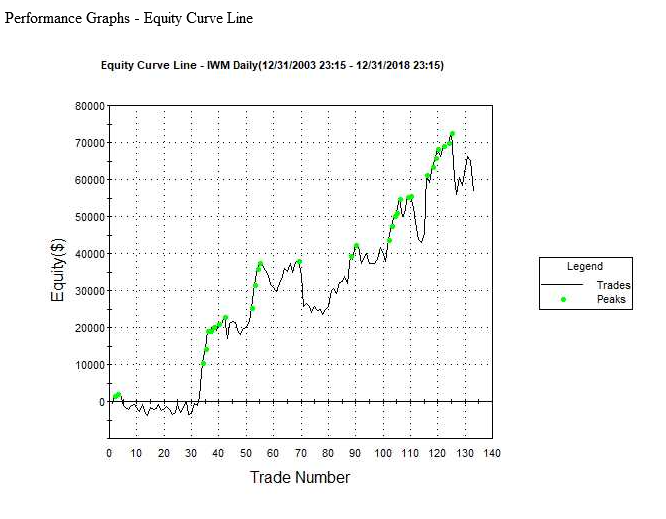 Performance Graphs - Equity Curve Line
Equity Curve Line - IWM Daily(12/31/2003 23:15 - 12/31/2018 23:15)
80000
70000
60000
50000
40000
30000
20000
10000
0
Equity($)
0 10 20 30 40 50 60 70 80 90 100 110 120 130 140
Trade Number
Legend
Trades
Peaks